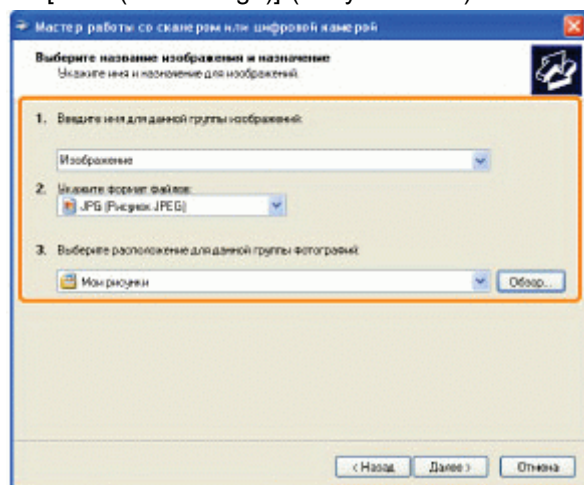 Мастер работы со сканером или цифровой камерой
Выберите название изображения и назначение
Укажите имя и назначение для изображений.
1. Введите имя для данной группы изображений:
Изображение
2. Укажите формат файлов:
JPG (Рисунок JPEG)
3. Выберите расположение для данной группы фотографий:
Мои рисунки
Обзор...
< Назад Далее > Отмена